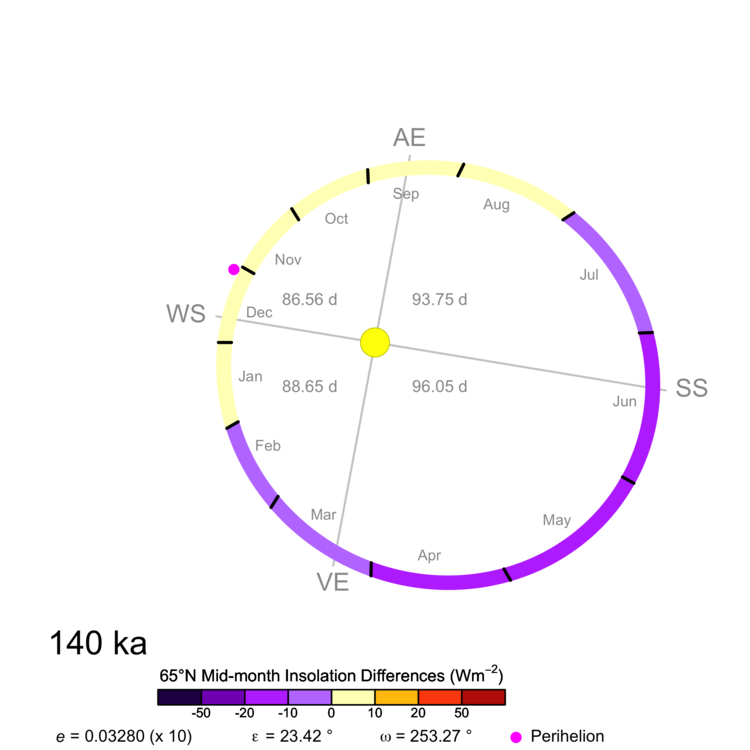 AE
Sep
Aug
Oct
Nov
Jul
86.56 d
93.75 d
WS
Dec
Jan
88.65 d
96.05 d
SS
Jun
Feb
Mar
May
Apr
VE
140 ka
65°N Mid-month Insolation Differences (Wm⁻²)
-50 -20 -10 0 10 20 50
e = 0.03280 (x 10) ε = 23.42 ° ω = 253.27 ° Perihelion